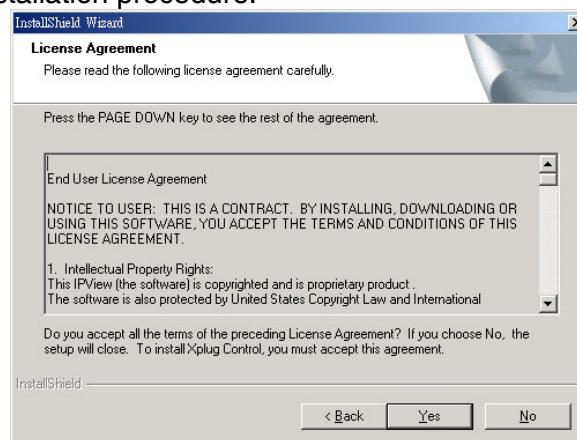 stallation procedure.
InstallShield Wizard
License Agreement
Please read the following license agreement carefully.
Press the PAGE DOWN key to see the rest of the agreement.
End User License Agreement
NOTICE TO USER: THIS IS A CONTRACT. BY INSTALLING, DOWNLOADING OR
USING THIS SOFTWARE, YOU ACCEPT THE TERMS AND CONDITIONS OF THIS
LICENSE AGREEMENT.
1. Intellectual Property Rights:
This IPView (the software) is copyrighted and is proprietary product .
The software is also protected by United States Copyright Law and International
Do you accept all the terms of the preceding License Agreement? If you choose No, the
setup will close. To install Xplug Control, you must accept this agreement.
InstallShield
< Back Yes No